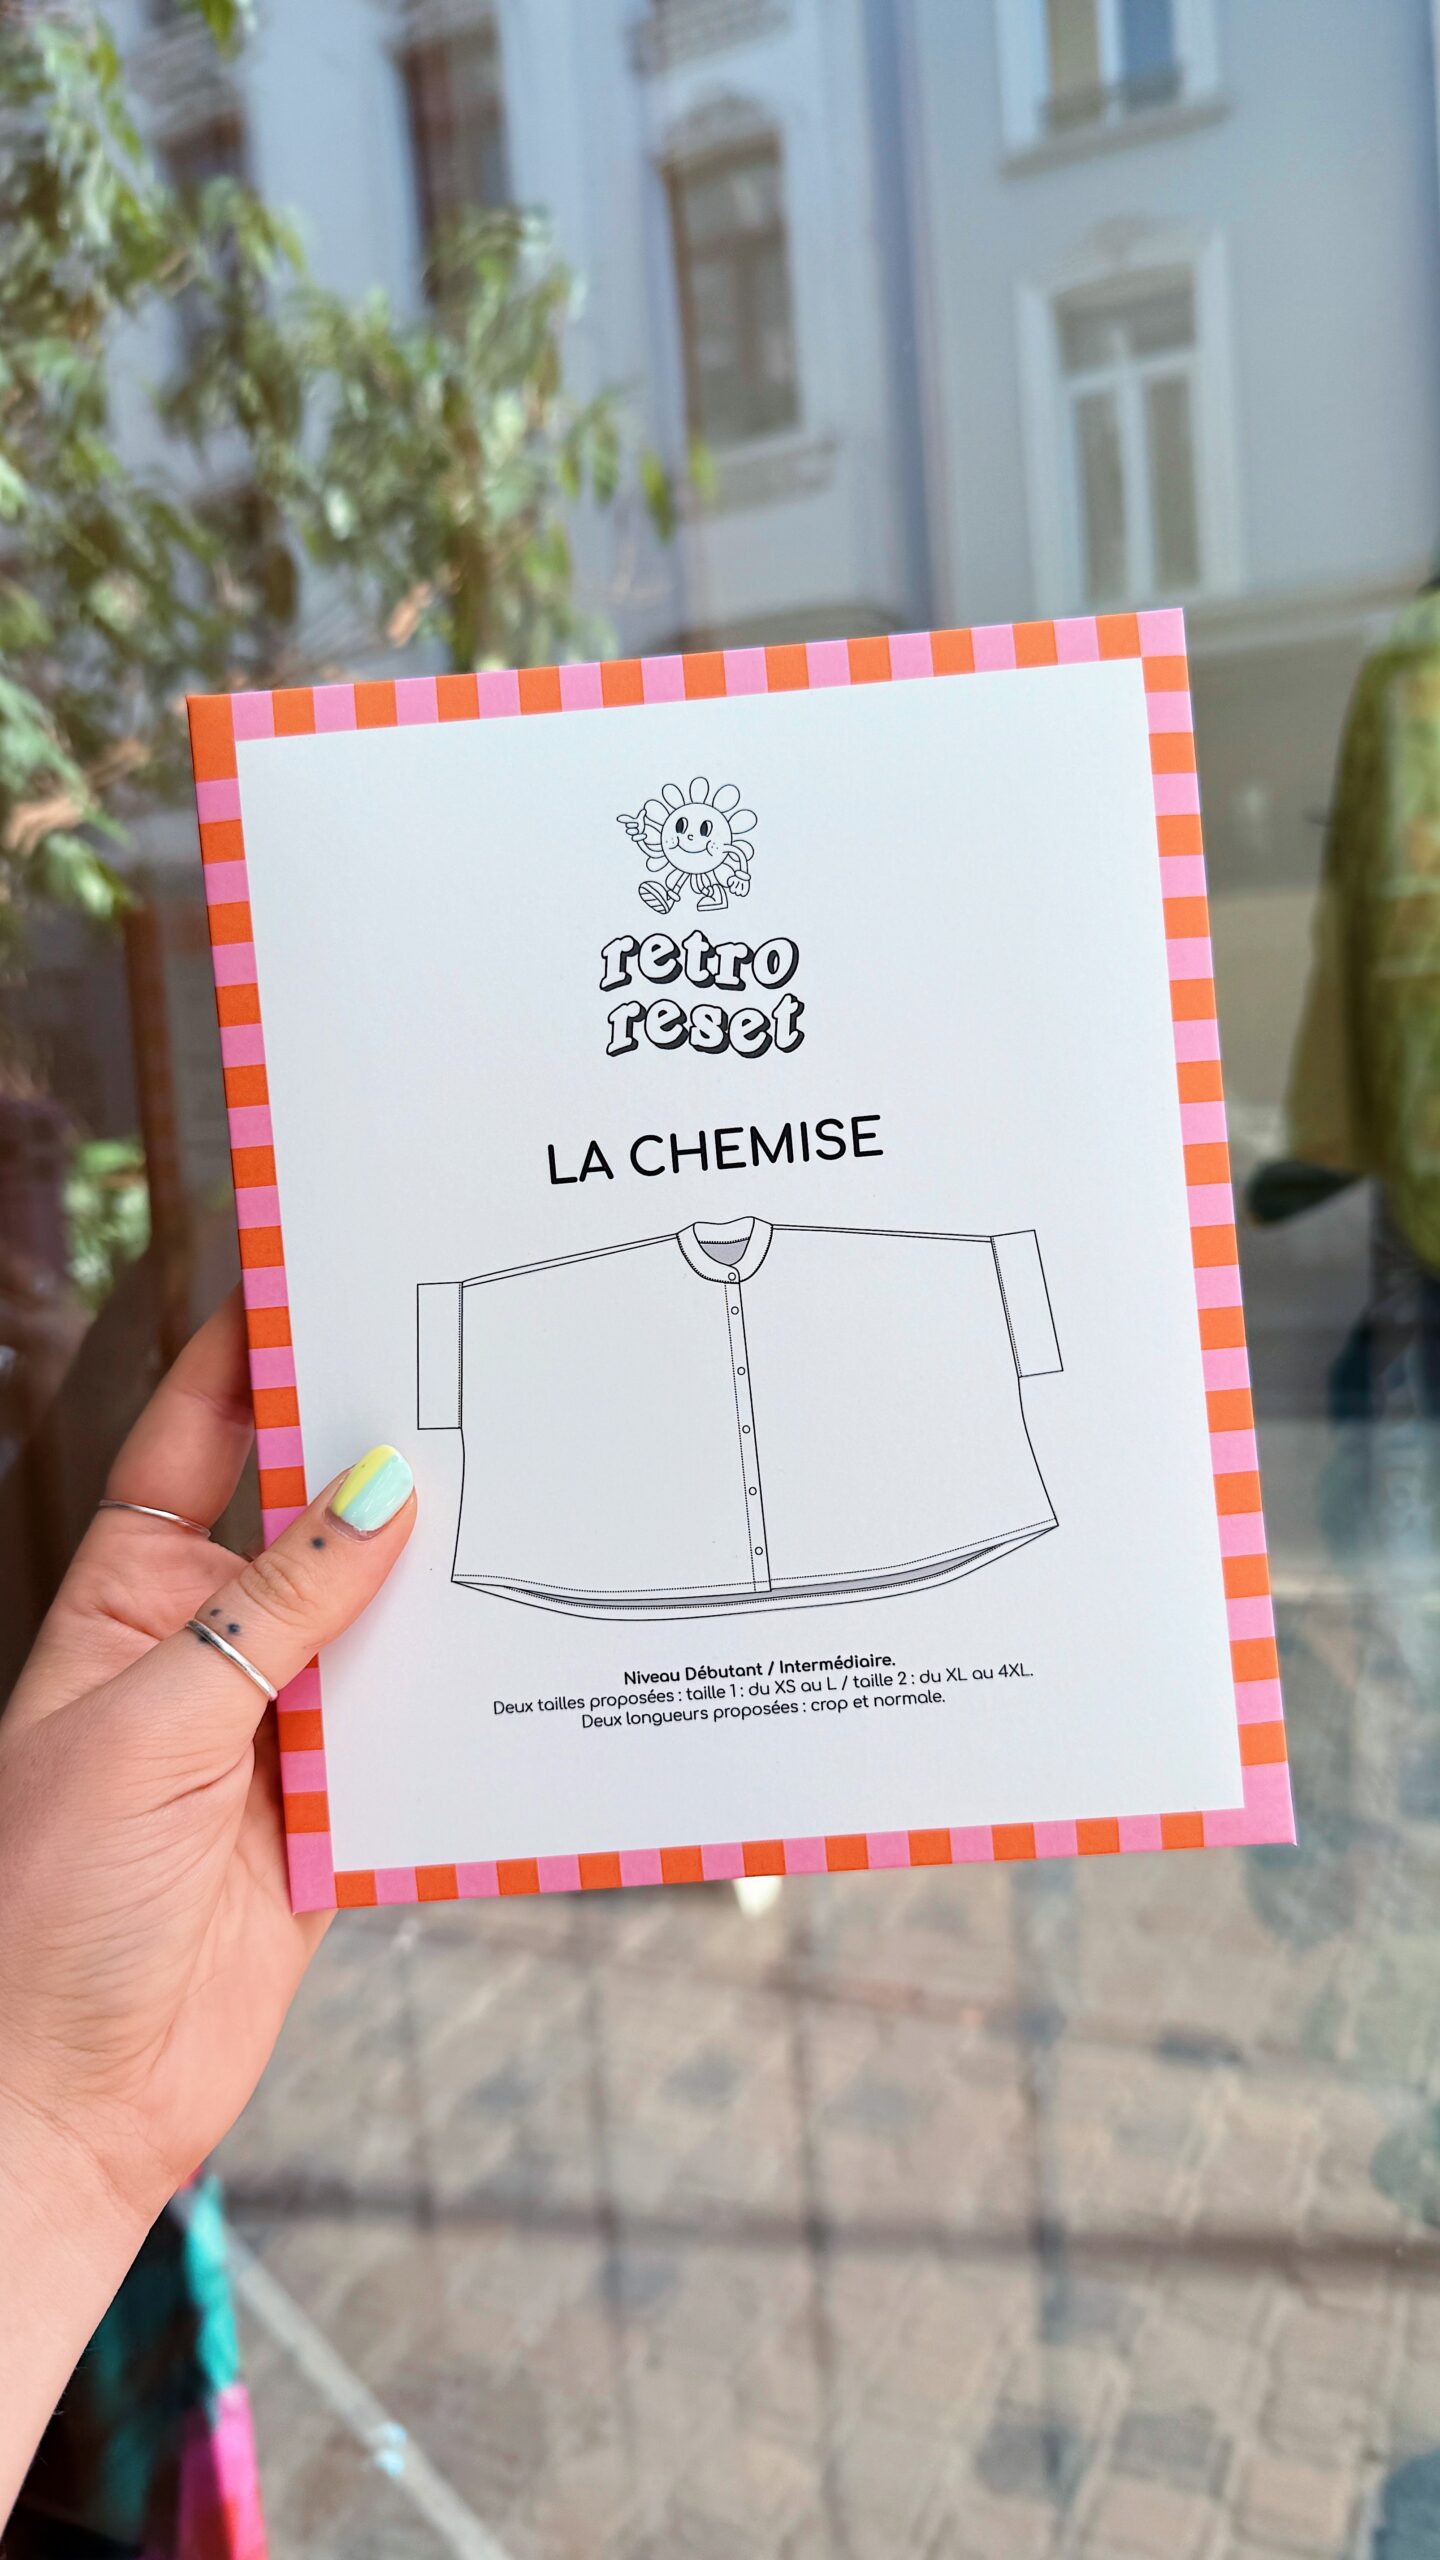 retro
reset
LA CHEMISE
Niveau Débutant / Intermédiaire.
Deux tailles proposées : taille 1 : du XS au L / taille 2 : du XL au 4XL.
Deux longueurs proposées : crop et normale.